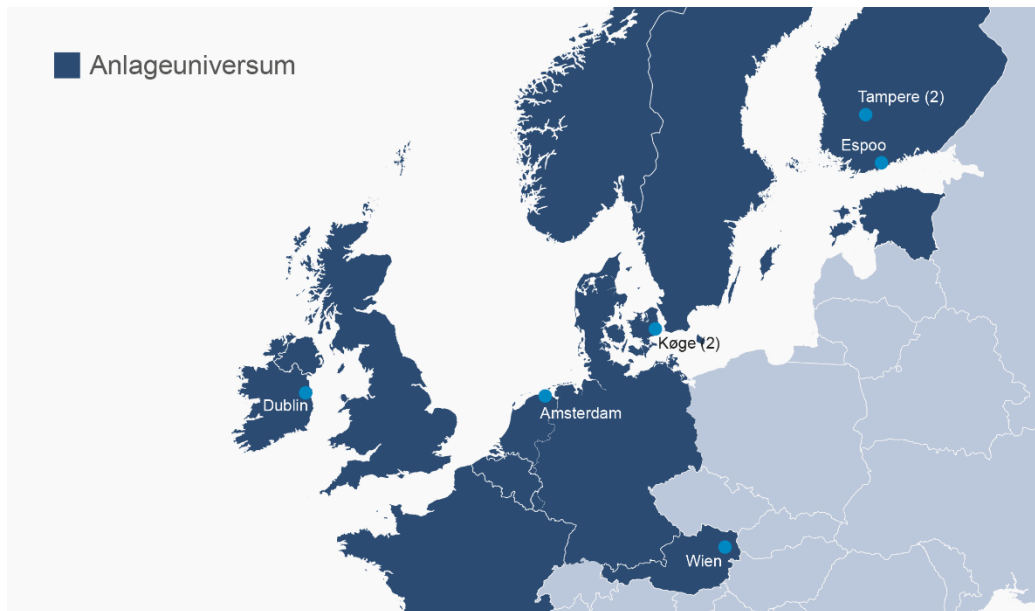 Anlageuniversum
Tampere (2)
Espoo
Køge (2)
Dublin
Amsterdam
Wien